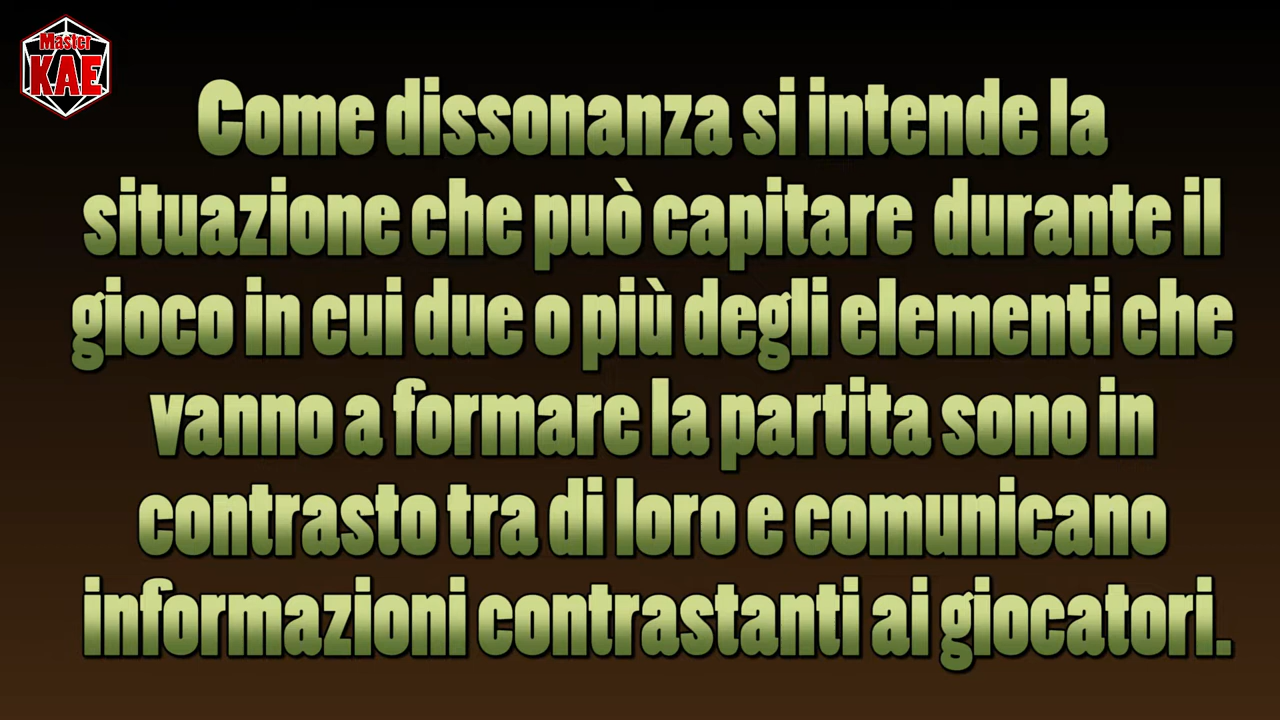 Master
KAE
Come dissonanza si intende la
situazione che può capitare durante il
gioco in cui due o più degli elementi che
vanno a formare la partita sono in
contrasto tra di loro e comunicano
informazioni contrastanti ai giocatori.